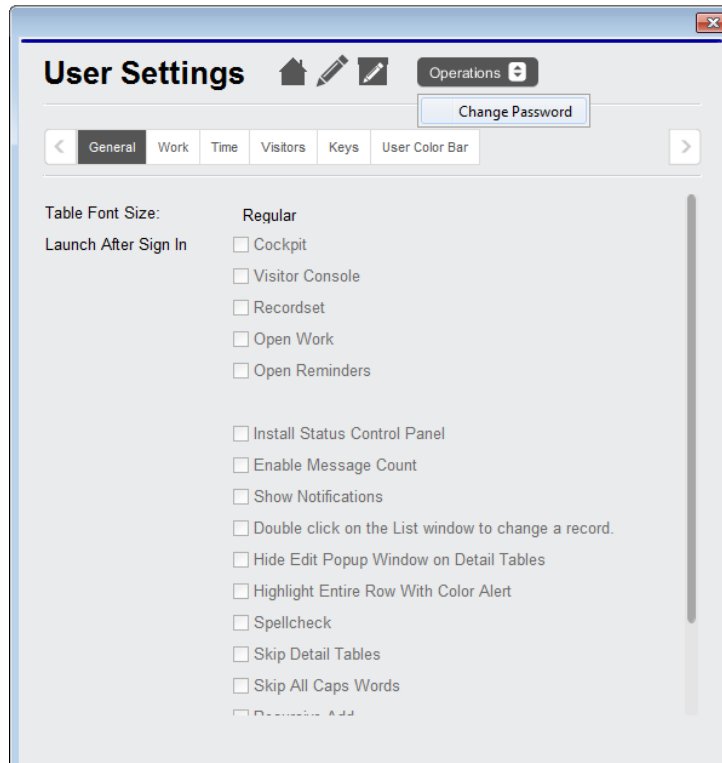 User Settings
Operations
Change Password
General Work Time Visitors Keys User Color Bar
Table Font Size: Regular
Launch After Sign In Cockpit
Visitor Console
Recordset
Open Work
Open Reminders
Install Status Control Panel
Enable Message Count
Show Notifications
Double click on the List window to change a record.
Hide Edit Popup Window on Detail Tables
Highlight Entire Row With Color Alert
Spellcheck
Skip Detail Tables
Skip All Caps Words
Recursive Add